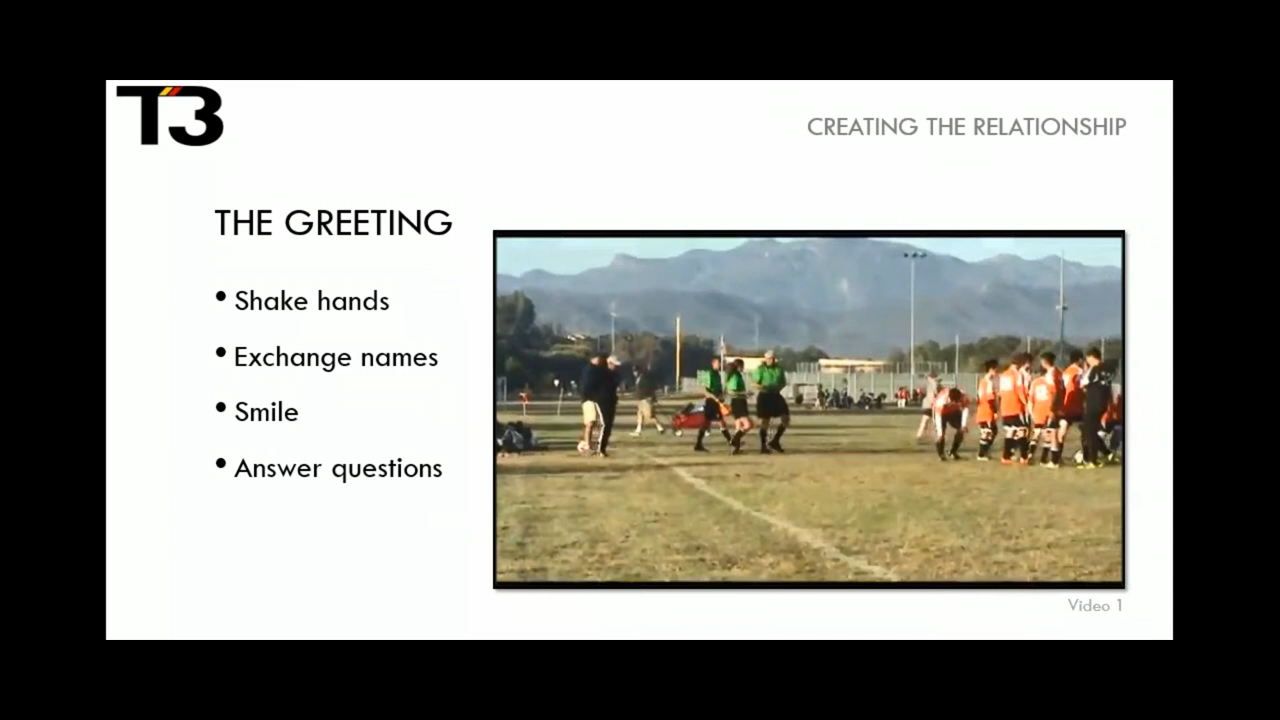 T3
CREATING THE RELATIONSHIP
THE GREETING
• Shake hands
• Exchange names
• Smile
• Answer questions
Video 1